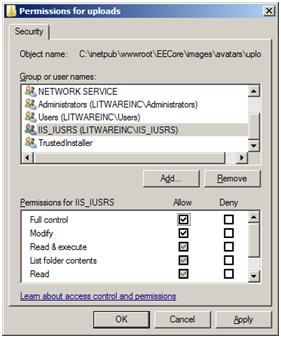 Permissions for uploads
Security
Object name: C:\inetpub\wwwroot\EECore\images\avatars\uplo
Group or user names:
NETWORK SERVICE
Administrators (LITWAREINC\Administrators)
Users (LITWAREINC\Users)
IIS_IUSRS (LITWAREINC\IIS_IUSRS)
TrustedInstaller
Add... Remove
Permissions for IIS_IUSRS Allow Deny
Full control
Modify
Read & execute
List folder contents
Read
Learn about access control and permissions
OK Cancel Apply